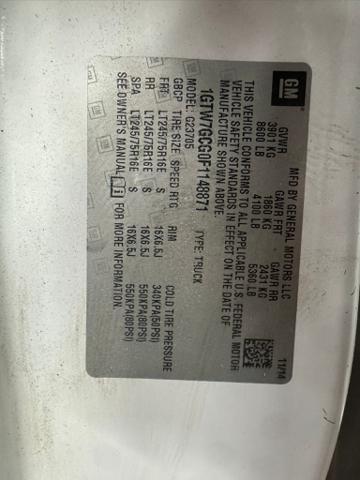 GM
MFD BY GENERAL MOTORS LLC
11/14
GVWR GAWR FRT GAWR RR
3901 KG 1860 KG 2431 KG
8600 LB 4100 LB 5360 LB
THIS VEHICLE CONFORMS TO ALL APPLICABLE U.S. FEDERAL MOTOR
VEHICLE SAFETY STANDARDS IN EFFECT ON THE DATE OF
MANUFACTURE SHOWN ABOVE.
1GTW7GCG0F1148871 TYPE: TRUCK
MODEL: G23705
GBCP TIRE SIZE SPEED RTG RIM COLD TIRE PRESSURE
FRT LT245/75R16E S 16X6.5J 340KPA(50PSI)
RR LT245/75R16E S 16X6.5J 550KPA(80PSI)
SPA LT245/75R16E S 16X6.5J 550KPA(80PSI)
SEE OWNER'S MANUAL i FOR MORE INFORMATION.